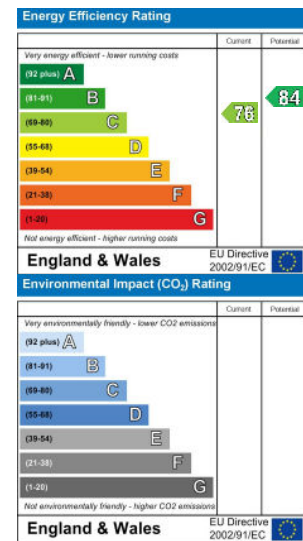 Energy Efficiency Rating
Current Potential
Very energy efficient - lower running costs
(92 plus) A
(81-91) B
(69-80) C
(55-68) D
(39-54) E
(21-38) F
(1-20) G
76
84
Not energy efficient - higher running costs
England & Wales
EU Directive
2002/91/EC
Environmental Impact (CO₂) Rating
Current Potential
Very environmentally friendly - lower CO2 emissions
(92 plus) A
(81-91) B
(69-80) C
(55-68) D
(39-54) E
(21-38) F
(1-20) G
Not environmentally friendly - higher CO2 emissions
England & Wales
EU Directive
2002/91/EC